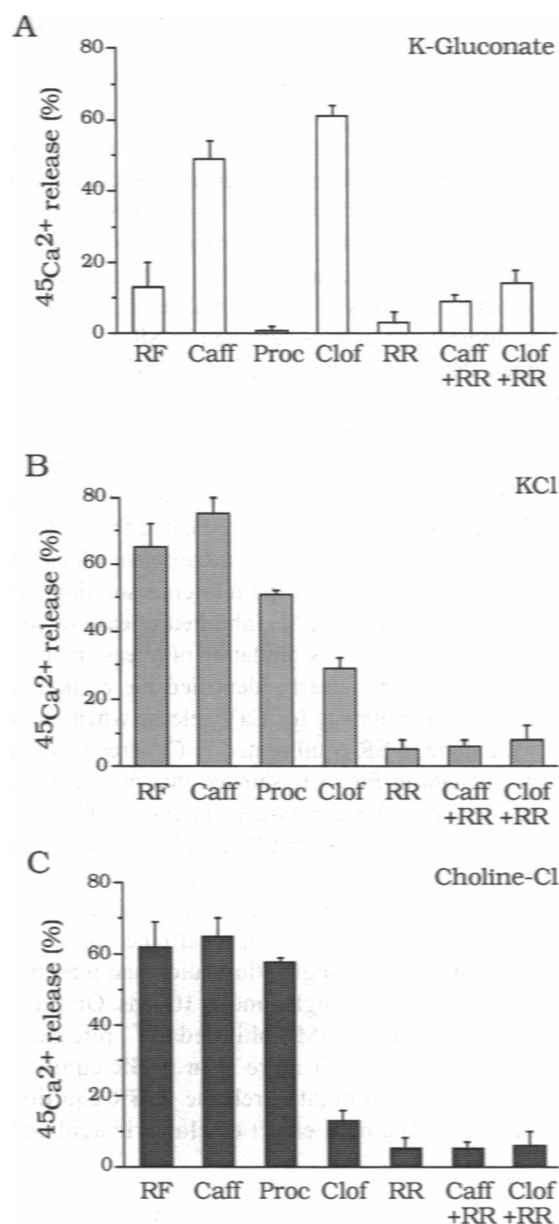 A
K-Gluconate
45Ca2+ release (%)
80
60
40
20
0
RF Caff Proc Clof RR Caff +RR Clof +RR
B
KCl
45Ca2+ release (%)
80
60
40
20
0
RF Caff Proc Clof RR Caff +RR Clof +RR
C
Choline-Cl
45Ca2+ release (%)
80
60
40
20
0
RF Caff Proc Clof RR Caff +RR Clof +RR